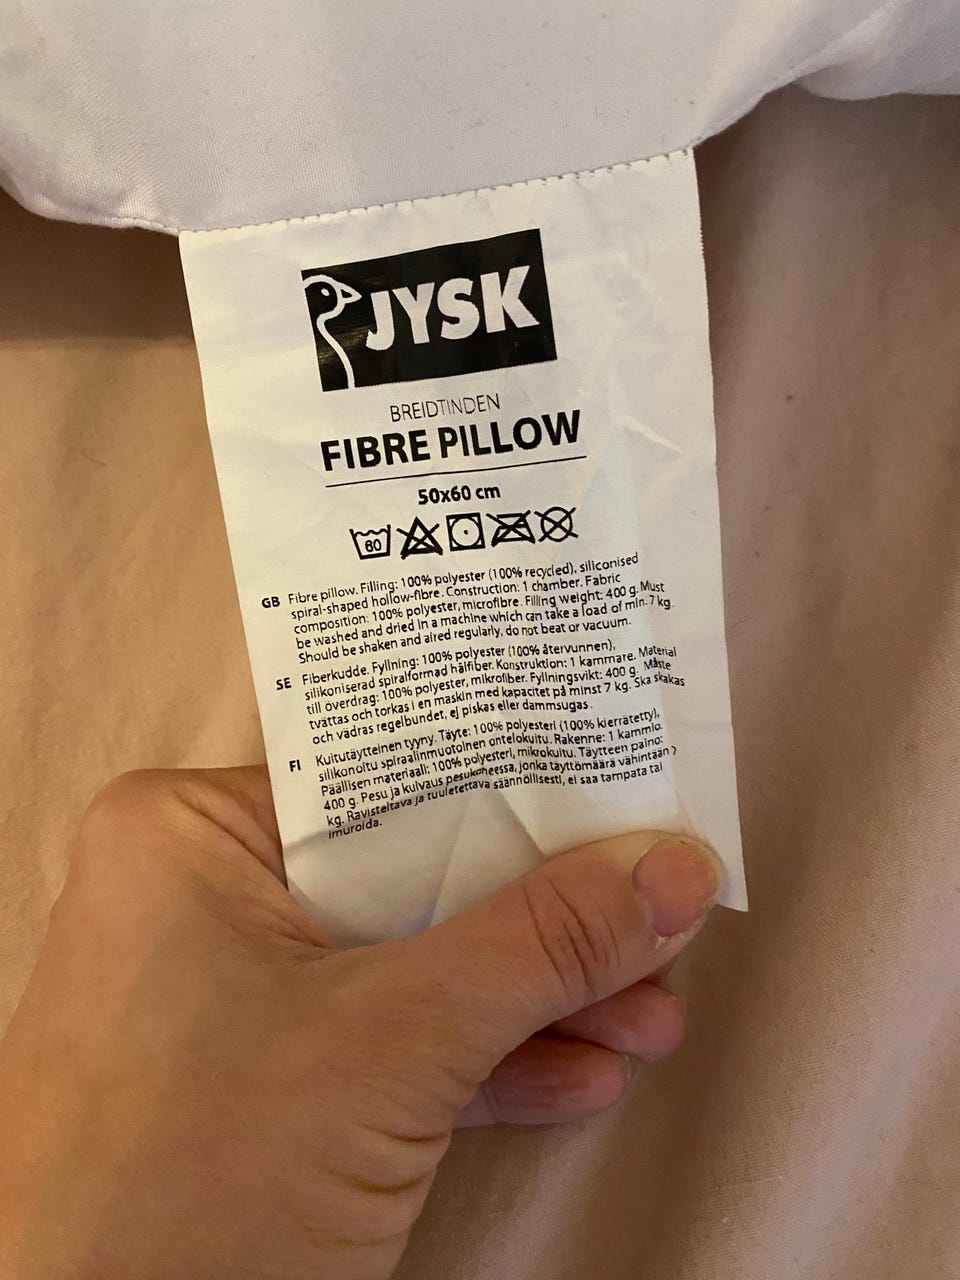 JYSK
BREIDTINDEN
FIBRE PILLOW
50x60 cm
60
GB Fibre pillow. Filling: 100% polyester (100% recycled), siliconised
spiral-shaped hollow-fibre. Construction: 1 chamber. Fabric
composition: 100% polyester, microfibre. Filling weight: 400 g. Must
be washed and dried in a machine which can take a load of min. 7 kg.
Should be shaken and aired regularly, do not beat or vacuum.
SE Fiberkudde. Fyllning: 100% polyester (100% återvunnen),
silikoniserad spiralformad hålfiber. Konstruktion: 1 kammare. Material
till överdrag: 100% polyester, mikrofiber. Fyllningsvikt: 400 g. Måste
tvättas och torkas i en maskin med kapacitet på minst 7 kg. Ska skakas
och vädras regelbundet, ej piskas eller dammsugas.
FI Kuitutäytteinen tyyny. Täyte: 100% polyesteri (100% kierrätetty),
silikonoitu spiraalinmuotoinen ontelokuitu. Rakenne: 1 kammio.
Päällisen materiaali: 100% polyesteri, mikrokuitu. Täytteen paino:
400 g. Pesu ja kuivaus pesukoneessa, jonka täyttömäärä vähintään 7
kg. Ravisteltava ja tuuletettava säännöllisesti, ei saa tampata tai
imuroida.